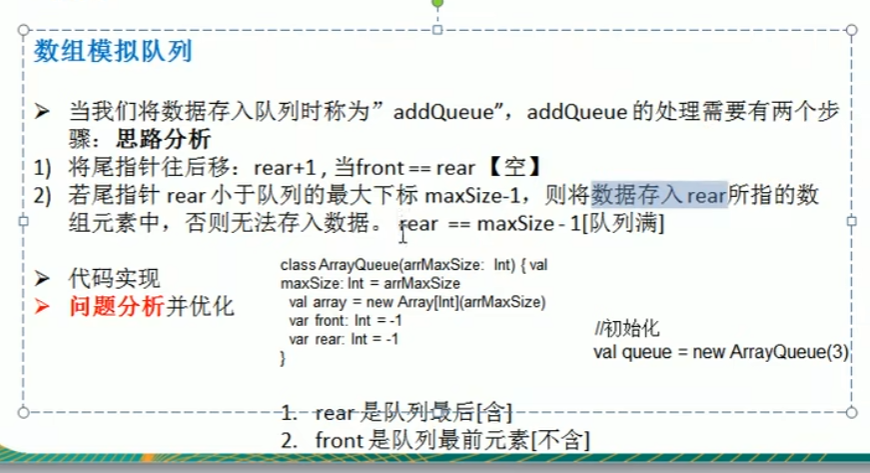 数组模拟队列
➢ 当我们将数据存入队列时称为”addQueue”，addQueue 的处理需要有两个步
骤：思路分析
1) 将尾指针往后移：rear+1 , 当front == rear 【空】
2) 若尾指针 rear 小于队列的最大下标 maxSize-1，则将数据存入 rear所指的数
组元素中，否则无法存入数据。 rear == maxSize - 1[队列满]
➢ 代码实现
➢ 问题分析并优化
class ArrayQueue(arrMaxSize: Int) { val
maxSize: Int = arrMaxSize
val array = new Array[Int](arrMaxSize)
var front: Int = -1
var rear: Int = -1
}
//初始化
val queue = new ArrayQueue(3)
1. rear 是队列最后[含]
2. front 是队列最前元素[不含]